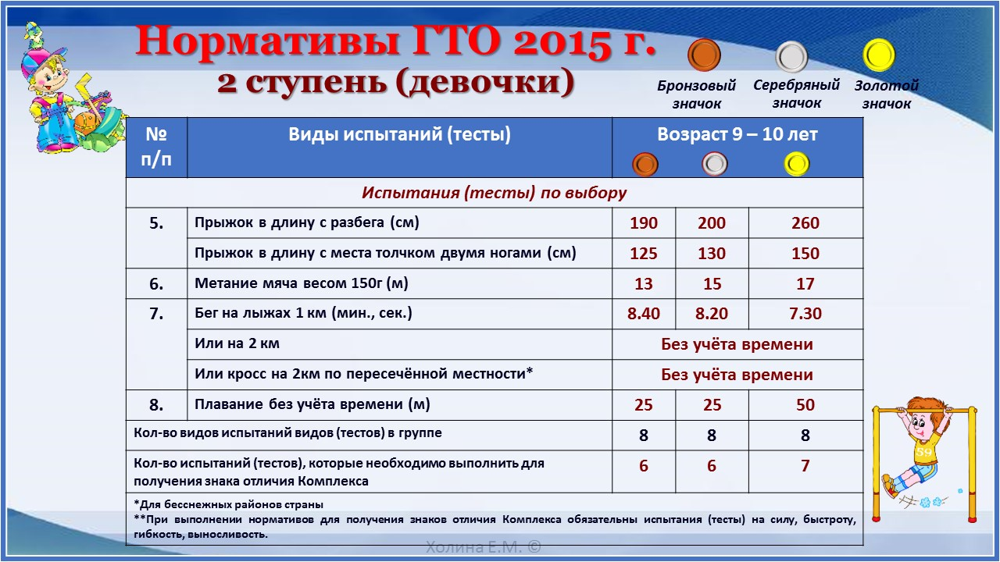 Нормативы ГТО 2015 г.
2 ступень (девочки)
Бронзовый значок
Серебряный значок
Золотой значок
№ п/п Виды испытаний (тесты) Возраст 9 – 10 лет
Испытания (тесты) по выбору
5. Прыжок в длину с разбега (см) 190 200 260
Прыжок в длину с места толчком двумя ногами (см) 125 130 150
6. Метание мяча весом 150г (м) 13 15 17
7. Бег на лыжах 1 км (мин., сек.) 8.40 8.20 7.30
Или на 2 км Без учёта времени
Или кросс на 2км по пересечённой местности* Без учёта времени
8. Плавание без учёта времени (м) 25 25 50
Кол-во видов испытаний видов (тестов) в группе 8 8 8
Кол-во испытаний (тестов), которые необходимо выполнить для
получения знака отличия Комплекса 6 6 7
*Для бесснежных районов страны
**При выполнении нормативов для получения знаков отличия Комплекса обязательны испытания (тесты) на силу, быстроту,
гибкость, выносливость.
Холина Е.М. ©
59